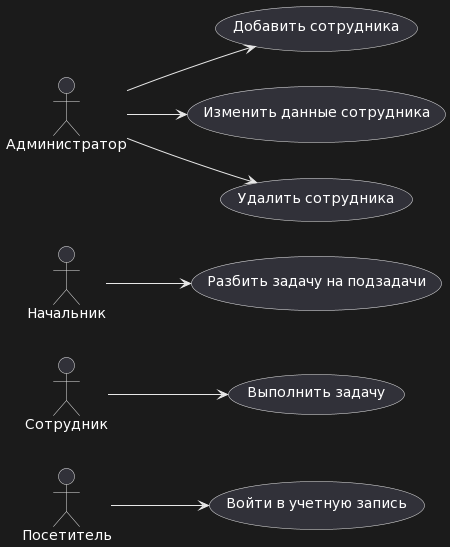 Добавить сотрудника
Изменить данные сотрудника
Администратор
Удалить сотрудника
Разбить задачу на подзадачи
Начальник
Выполнить задачу
Сотрудник
Войти в учетную запись
Посетитель